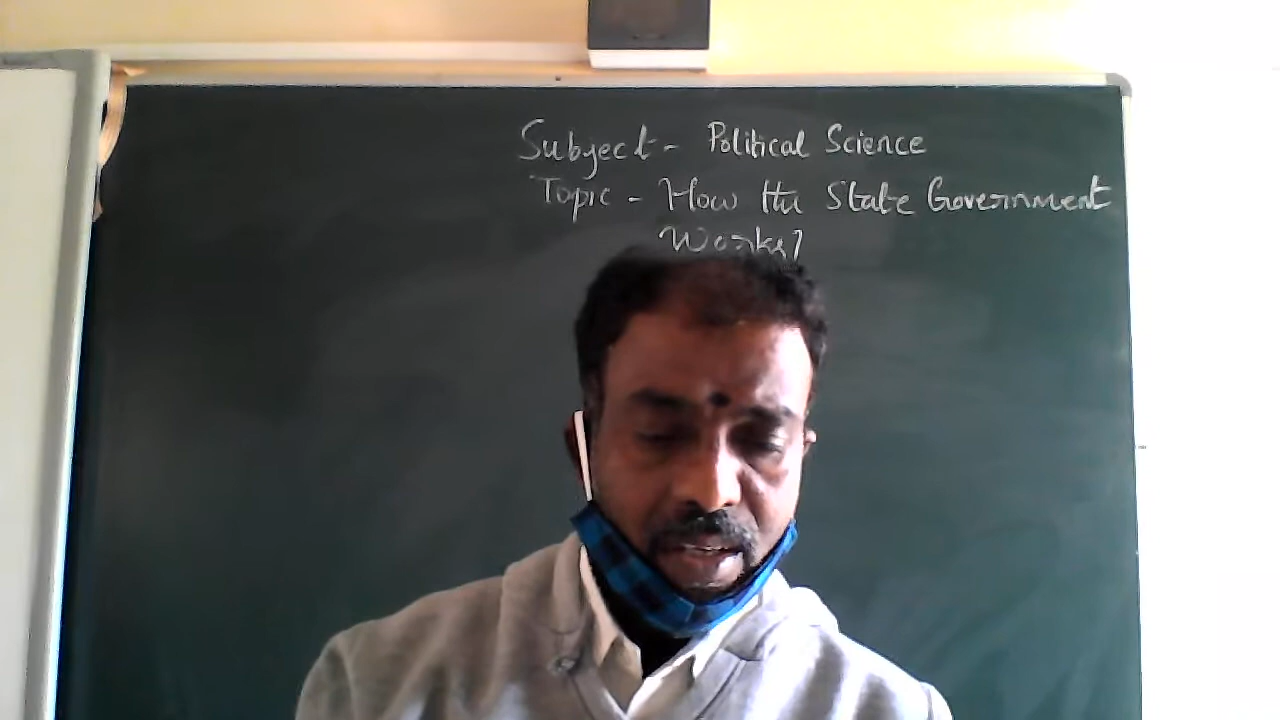 Subject - Political Science
Topic - How the State Government
Works?